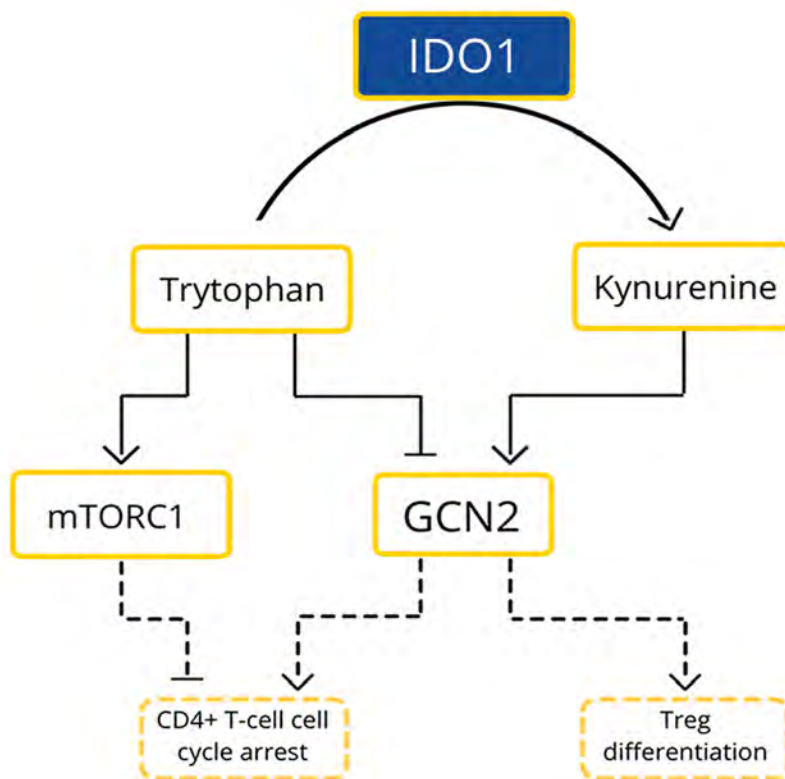 IDO1
Trytophan
Kynurenine
mTORC1
GCN2
CD4+ T-cell cell
cycle arrest
Treg
differentiation